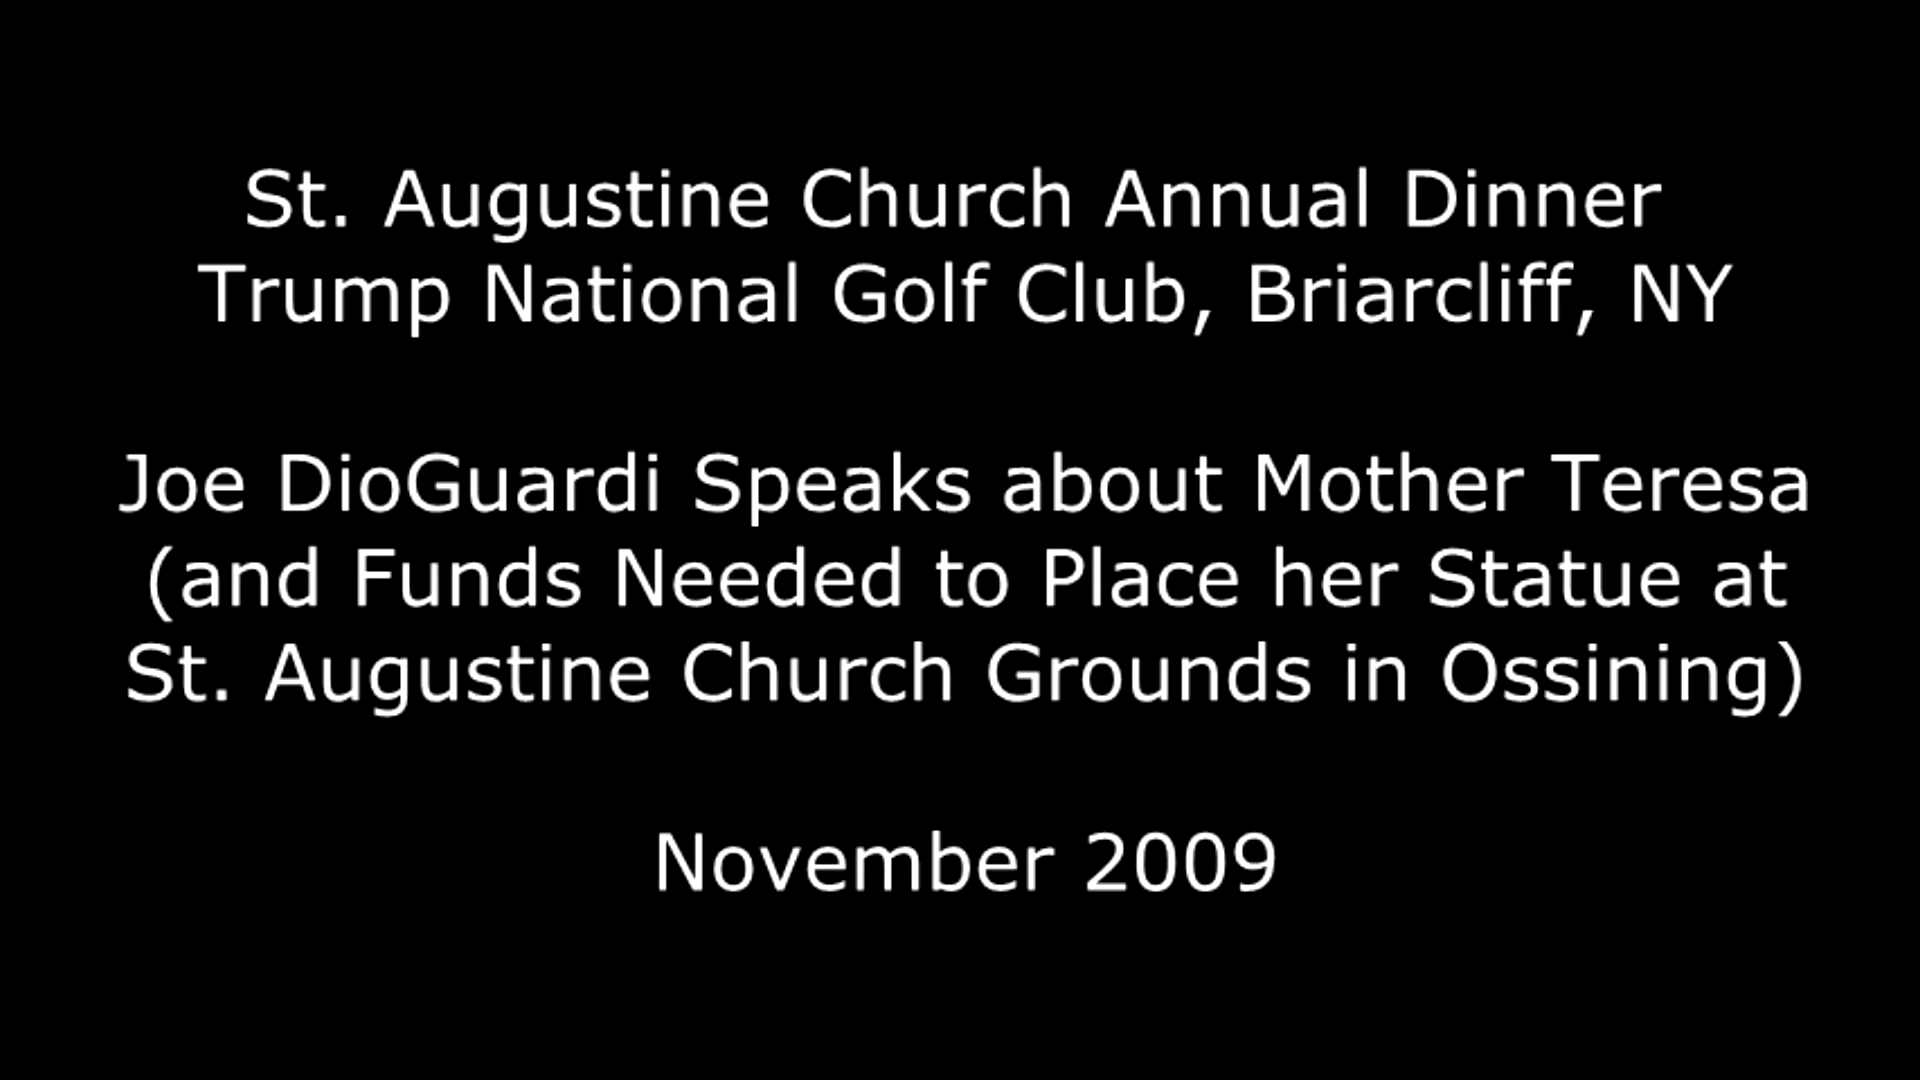 St. Augustine Church Annual Dinner
Trump National Golf Club, Briarcliff, NY
Joe DioGuardi Speaks about Mother Teresa
(and Funds Needed to Place her Statue at
St. Augustine Church Grounds in Ossining)
November 2009